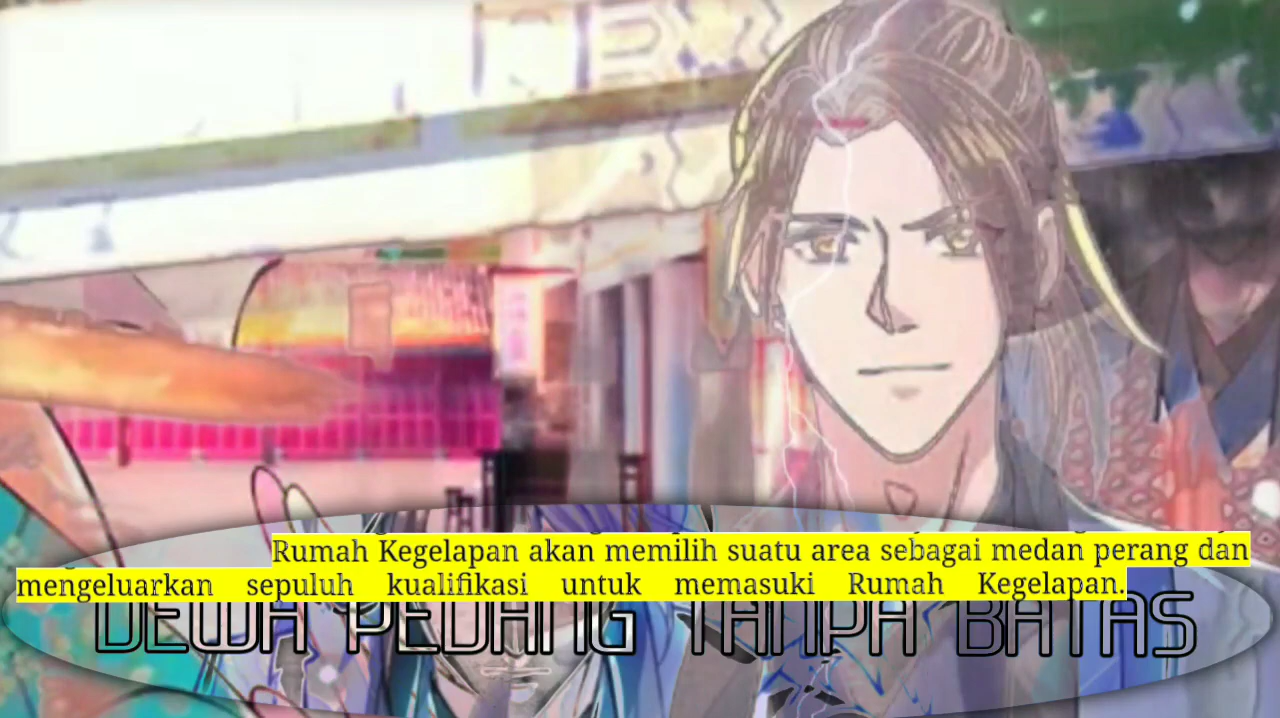 Rumah Kegelapan akan memilih suatu area sebagai medan perang dan
mengeluarkan sepuluh kualifikasi untuk memasuki Rumah Kegelapan.
DEWA PEDANG TANPA BATAS